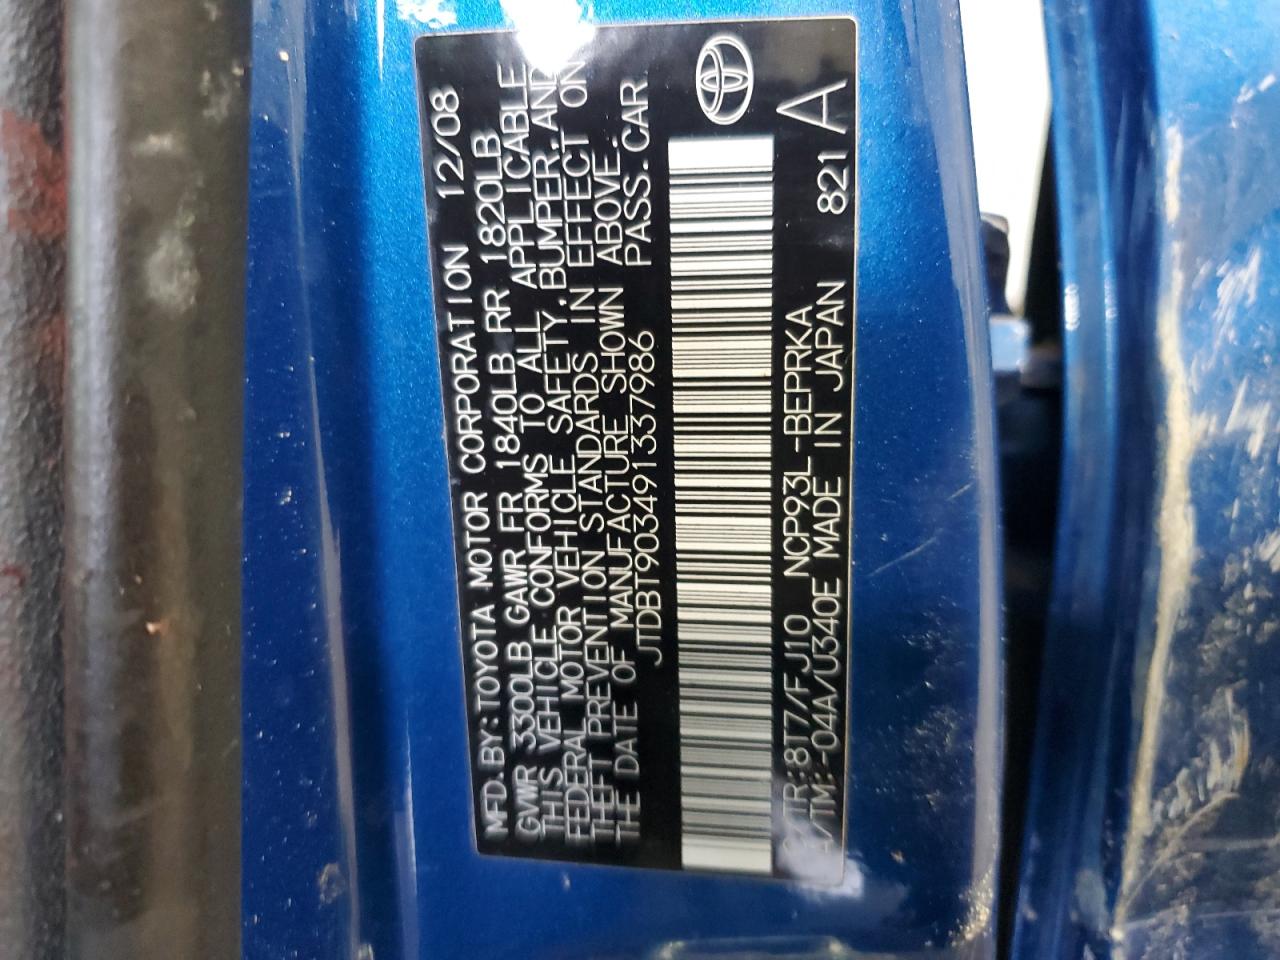 MFD.BY:TOYOTA MOTOR CORPORATION 12/08
GVWR 3300LB GAWR FR 1840LB RR 1820LB
THIS VEHICLE CONFORMS TO ALL APPLICABLE
FEDERAL MOTOR VEHICLE SAFETY,BUMPER,AND
THEFT PREVENTION STANDARDS IN EFFECT ON
THE DATE OF MANUFACTURE SHOWN ABOVE.
JTDBT903491337986 PASS.CAR
C/TR:8T7/FJ10 NCP93L-BEPRKA
A/TM:-04A/U340E MADE IN JAPAN 821 A